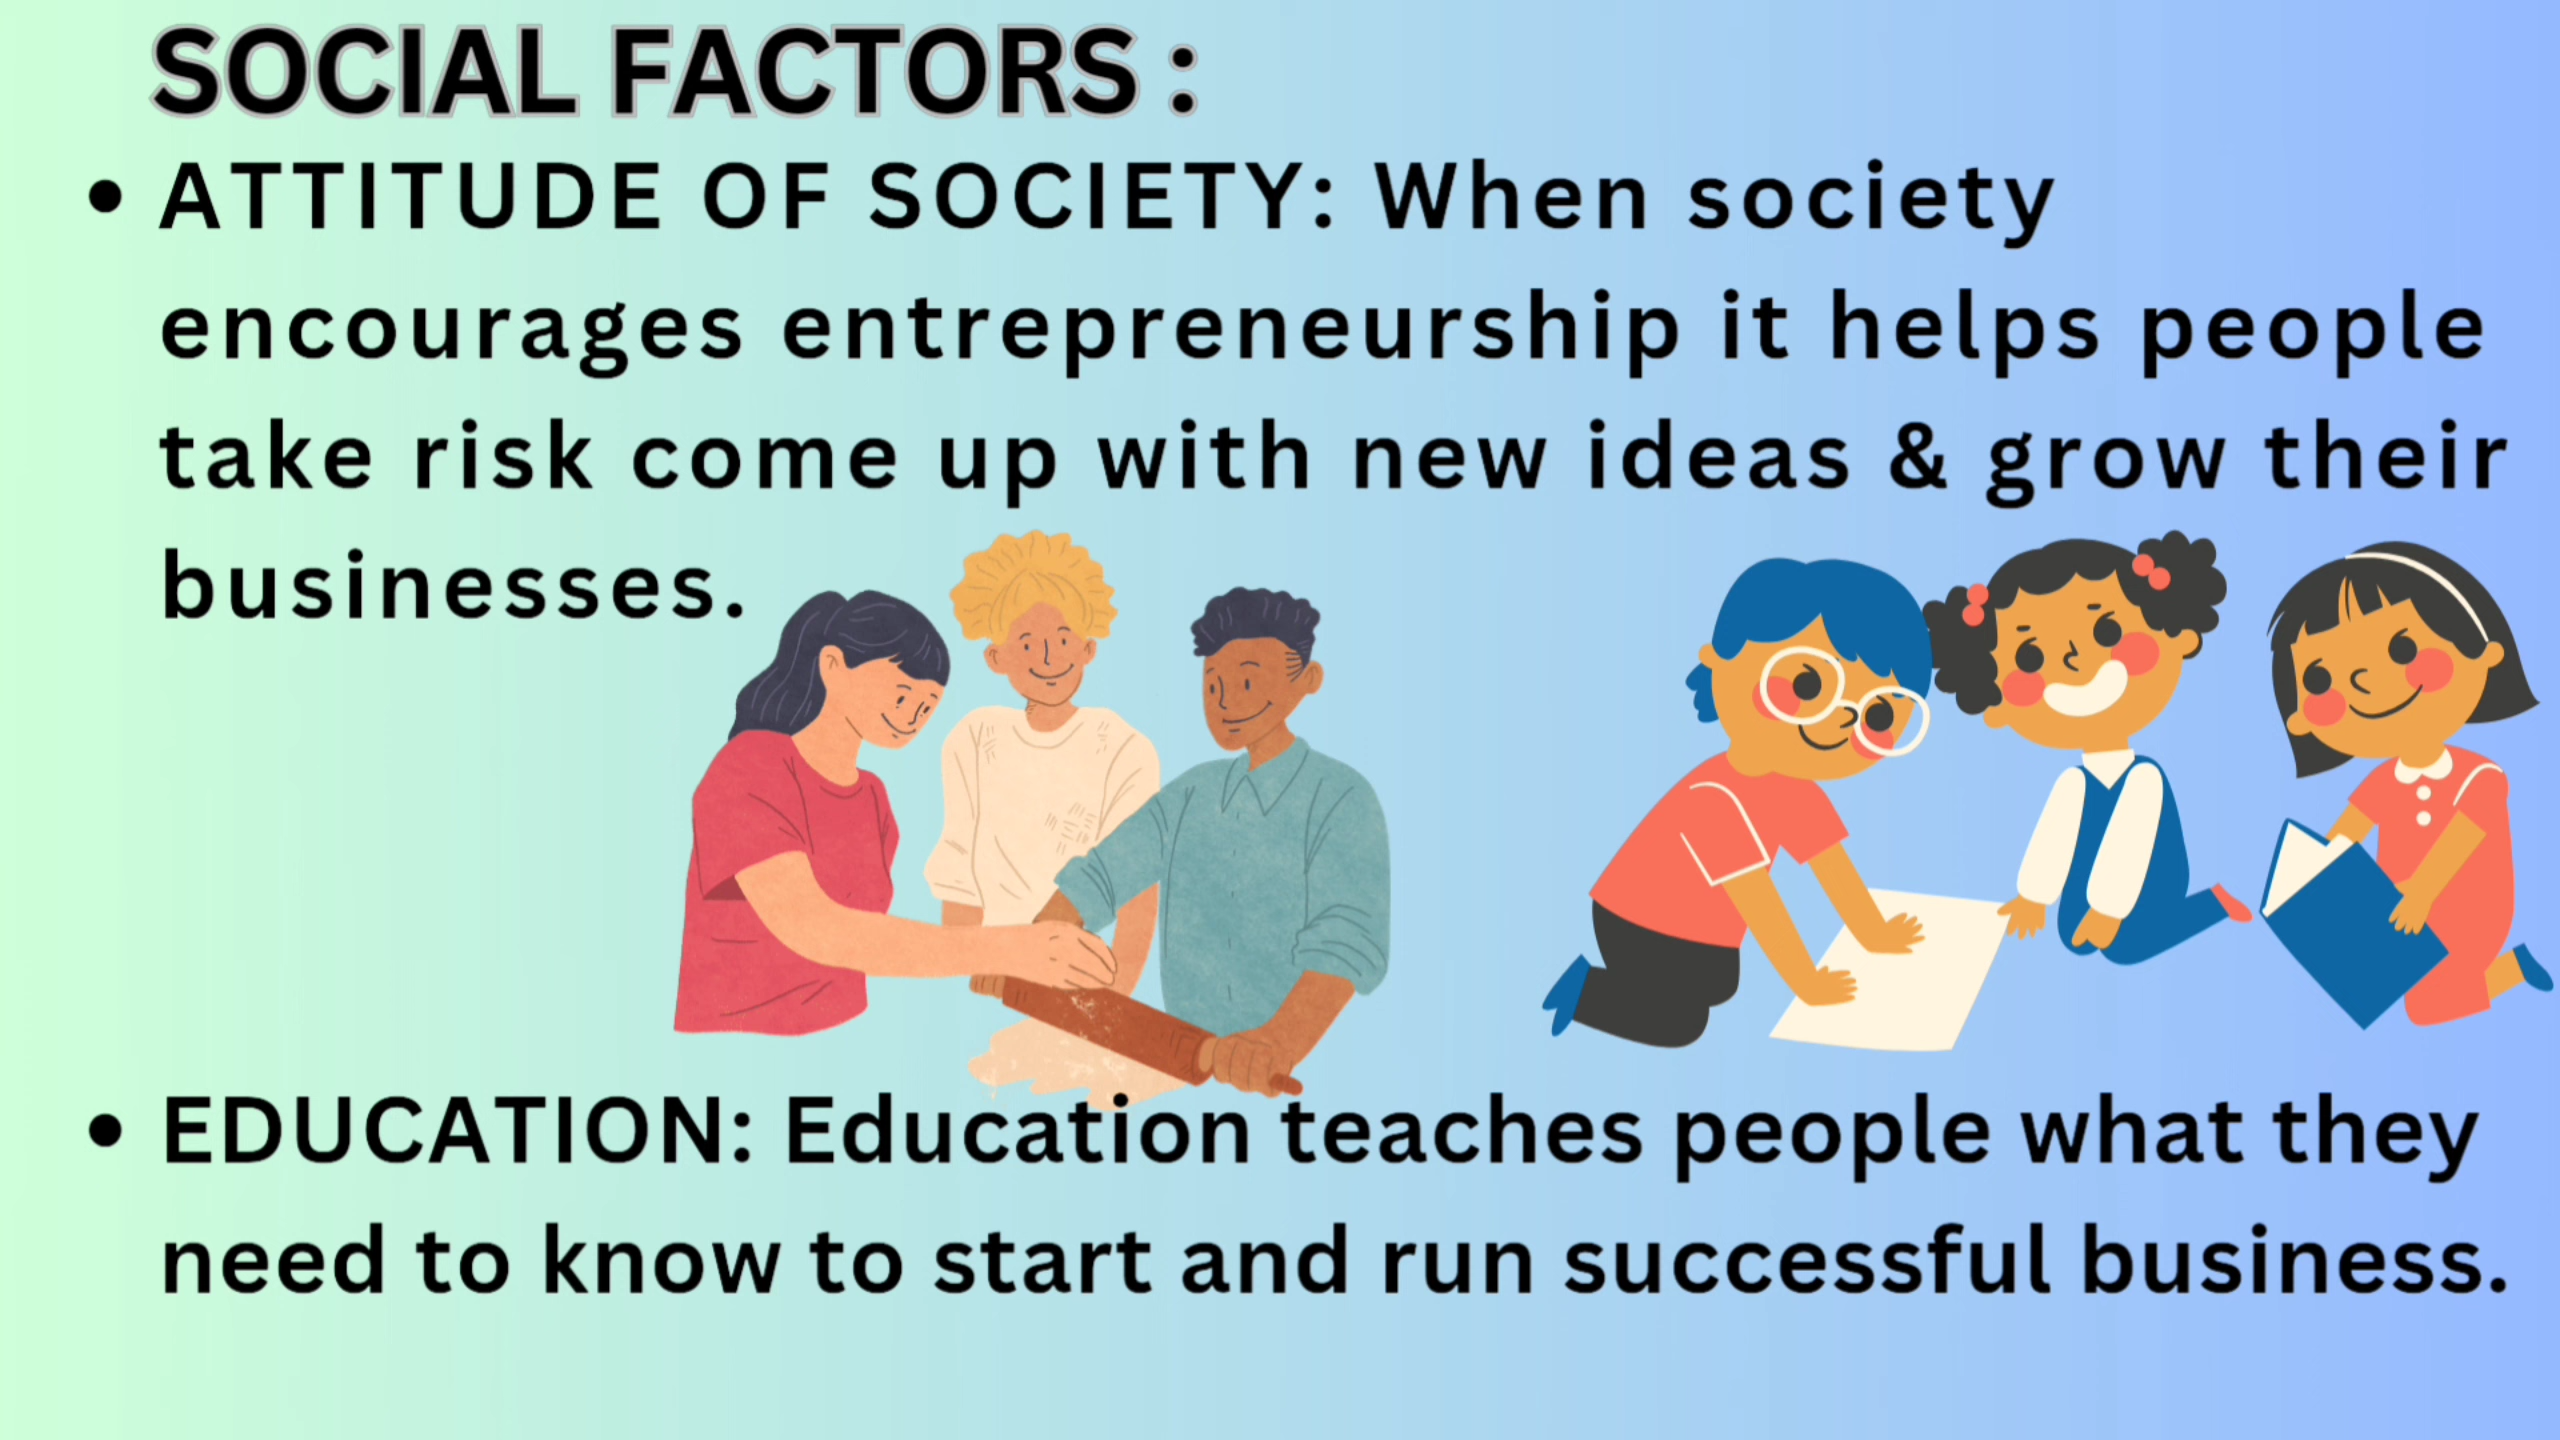 SOCIAL FACTORS :
• ATTITUDE OF SOCIETY: When society
encourages entrepreneurship it helps people
take risk come up with new ideas & grow their
businesses.
• EDUCATION: Education teaches people what they
need to know to start and run successful business.